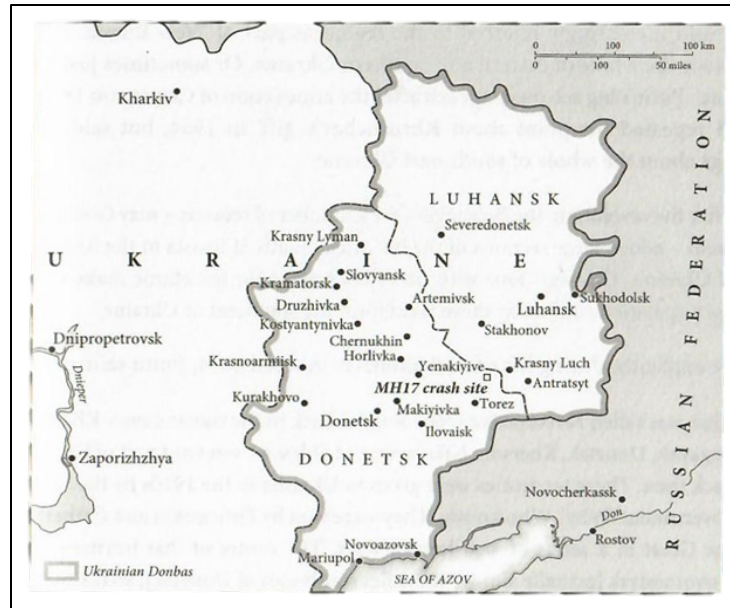 0 100 100 km
0 100 50 miles
Kharkiv
LUHANSK
Severedonetsk
Krasny Lyman
UKRAINE
Slovyansk
Kramatorsk
Sukhodolsk
Druzhivka
Artemivsk
Luhansk
Kostyantynivka
Stakhonov
Chernukhin
Dnipropetrovsk
Horlivka
Krasnoarmiisk
Yenakiyive
Krasny Luch
MH17 crash site
Antratsyt
Dnieper
Kurakhovo
Makiyivka
Torez
Donetsk
Ilovaisk
Zaporizhzhya
DONETSK
RUSSIAN FEDERATION
Novocherkassk
Don
Rostov
Novoazovsk
Mariupol
SEA OF AZOV
Ukrainian Donbas